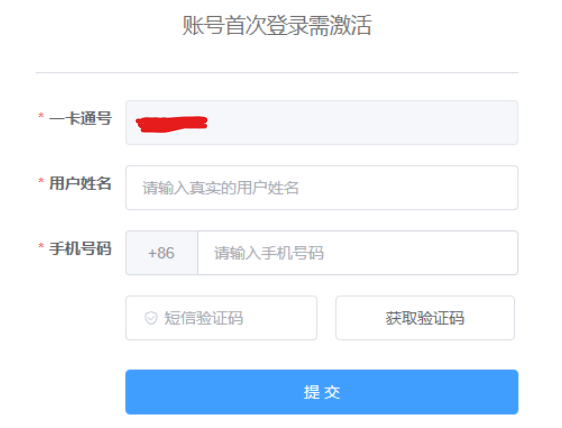 账号首次登录需激活
* 一卡通号
* 用户姓名 请输入真实的用户姓名
* 手机号码 +86 请输入手机号码
短信验证码 获取验证码
提交